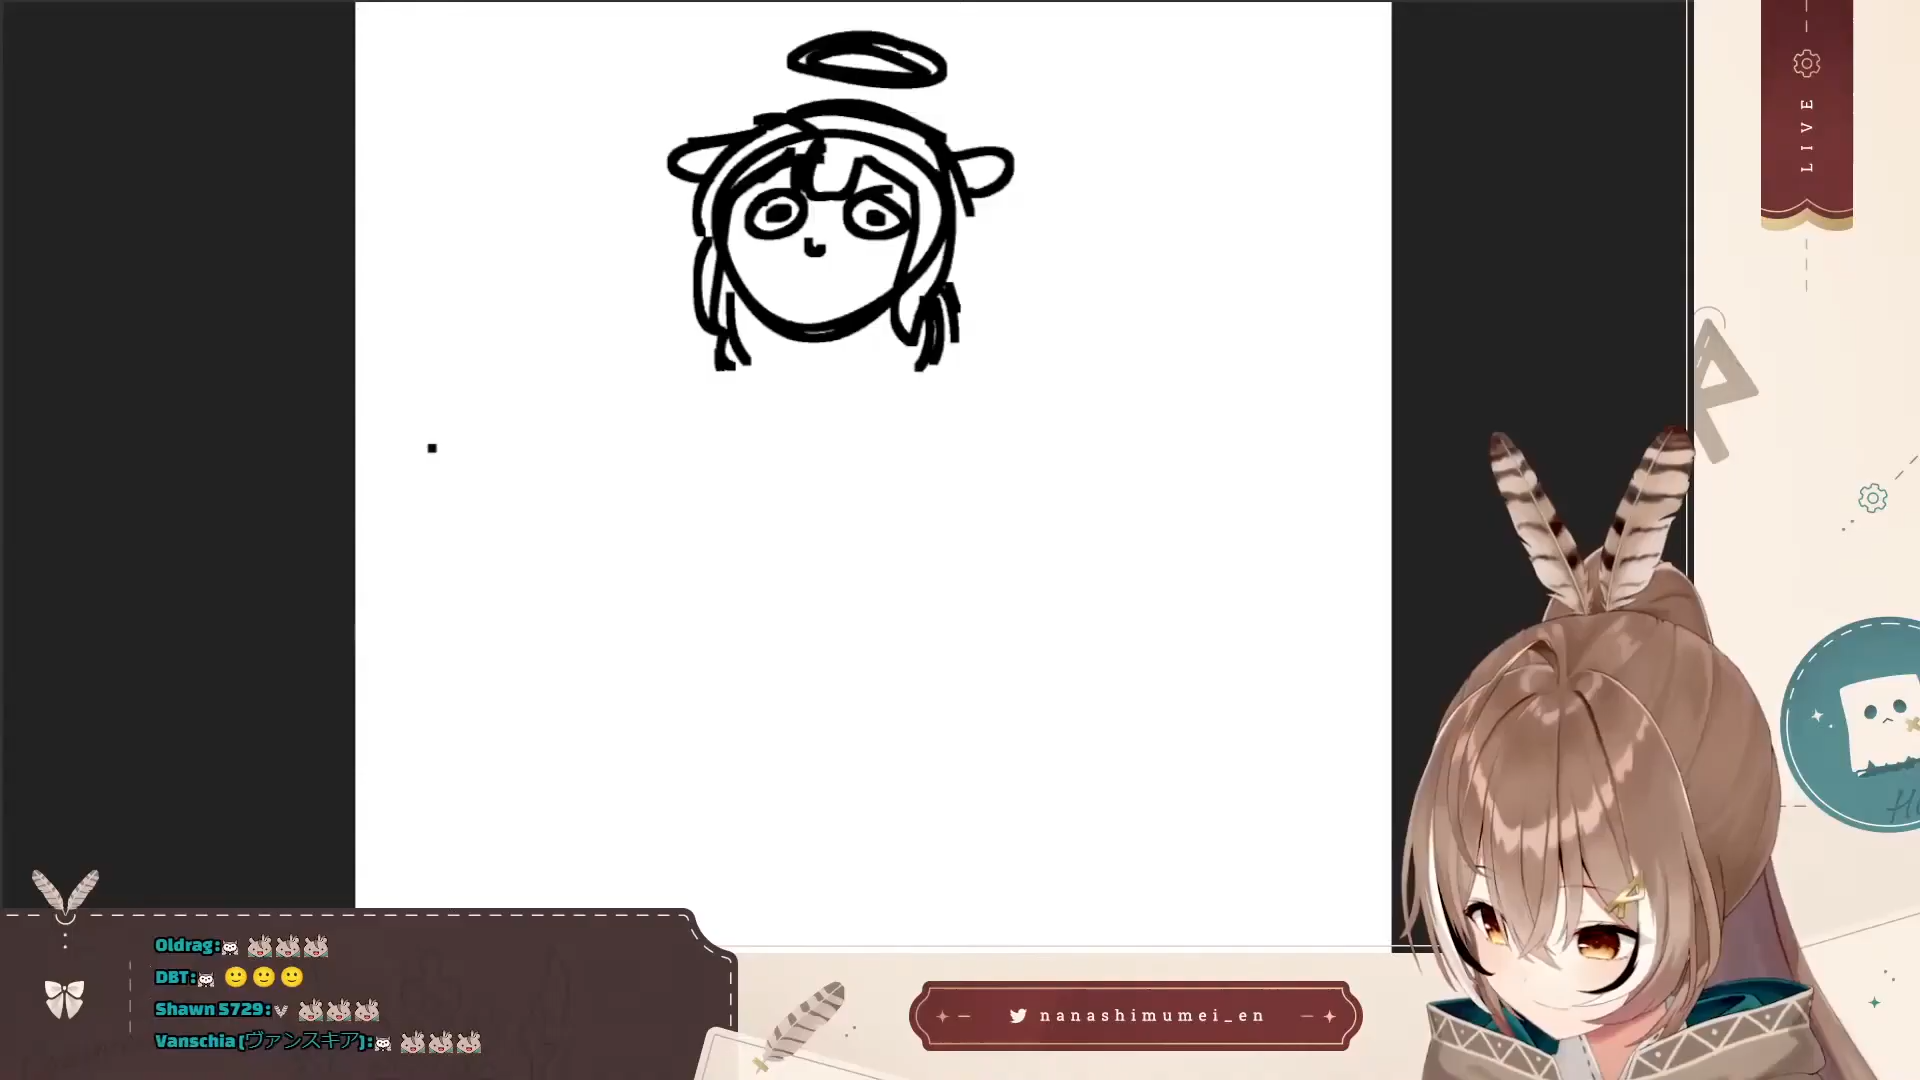 LIVE
Oldrag:
DBT:
Shawn 5729:
Vanschia(ヴァンスキア):
nanashimumei_en